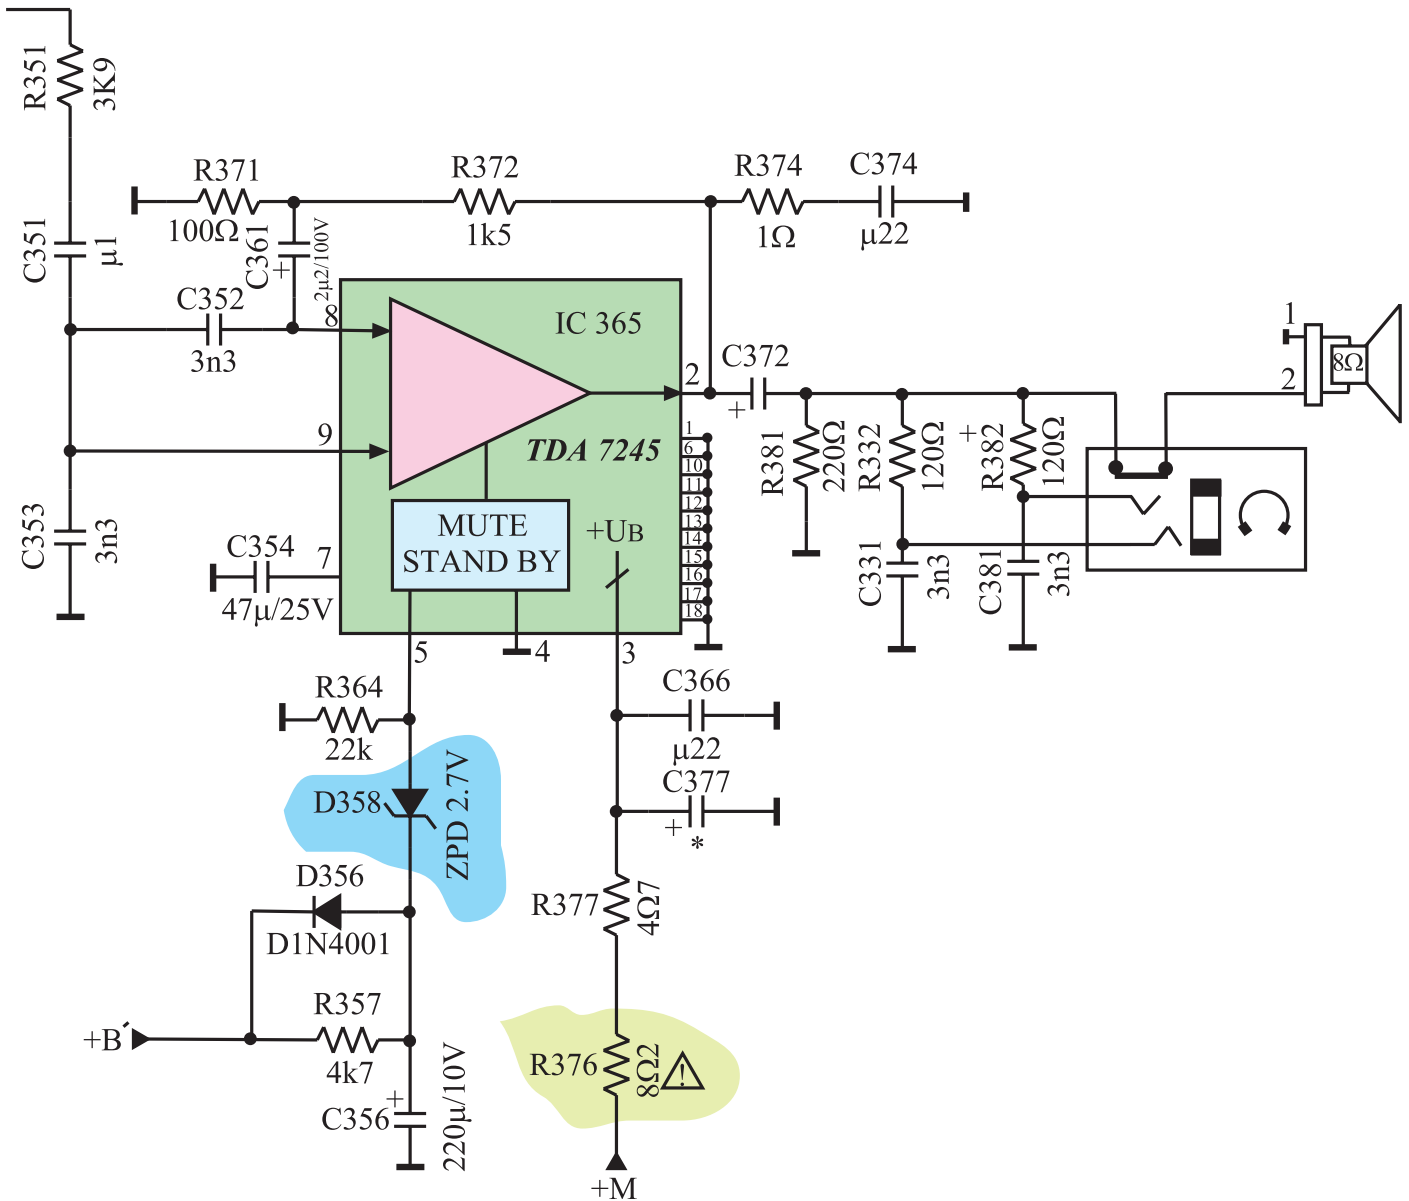 R351
3K9
R371
100Ω
R372
1k5
R374
1Ω
C374
µ22
C351
µ1
C361
+
2µ2/100V
C352
3n3
8
IC 365
2
C372
+
1
2
8Ω
9
TDA 7245
1
6
10
11
12
13
14
15
16
17
18
R381
220Ω
R332
120Ω
+
R382
120Ω
C353
3n3
MUTE
STAND BY
+UB
C354
7
47µ/25V
C331
3n3
C381
3n3
5
4
3
R364
22k
C366
µ22
C377
+
*
D358
ZPD 2.7V
D356
D1N4001
R377
4Ω7
R357
4k7
+B´
R376
8Ω2
!
+
C356
220µ/10V
+M